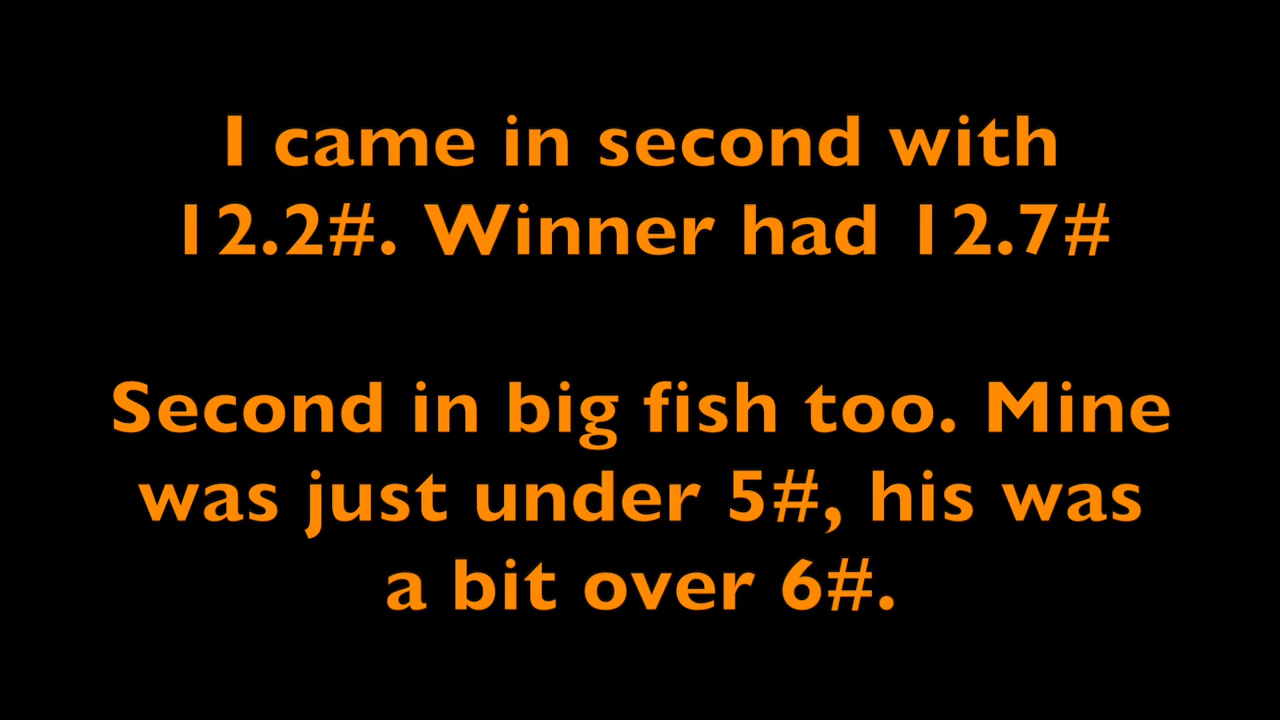 I came in second with
12.2#. Winner had 12.7#
Second in big fish too. Mine
was just under 5#, his was
a bit over 6#.